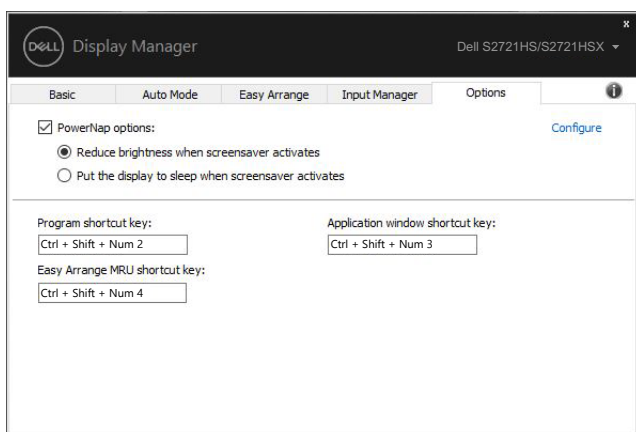 x
DELL Display Manager
Dell S2721HS/S2721HSX
Basic Auto Mode Easy Arrange Input Manager Options
PowerNap options: Configure
Reduce brightness when screensaver activates
Put the display to sleep when screensaver activates
Program shortcut key: Application window shortcut key:
Ctrl + Shift + Num 2 Ctrl + Shift + Num 3
Easy Arrange MRU shortcut key:
Ctrl + Shift + Num 4